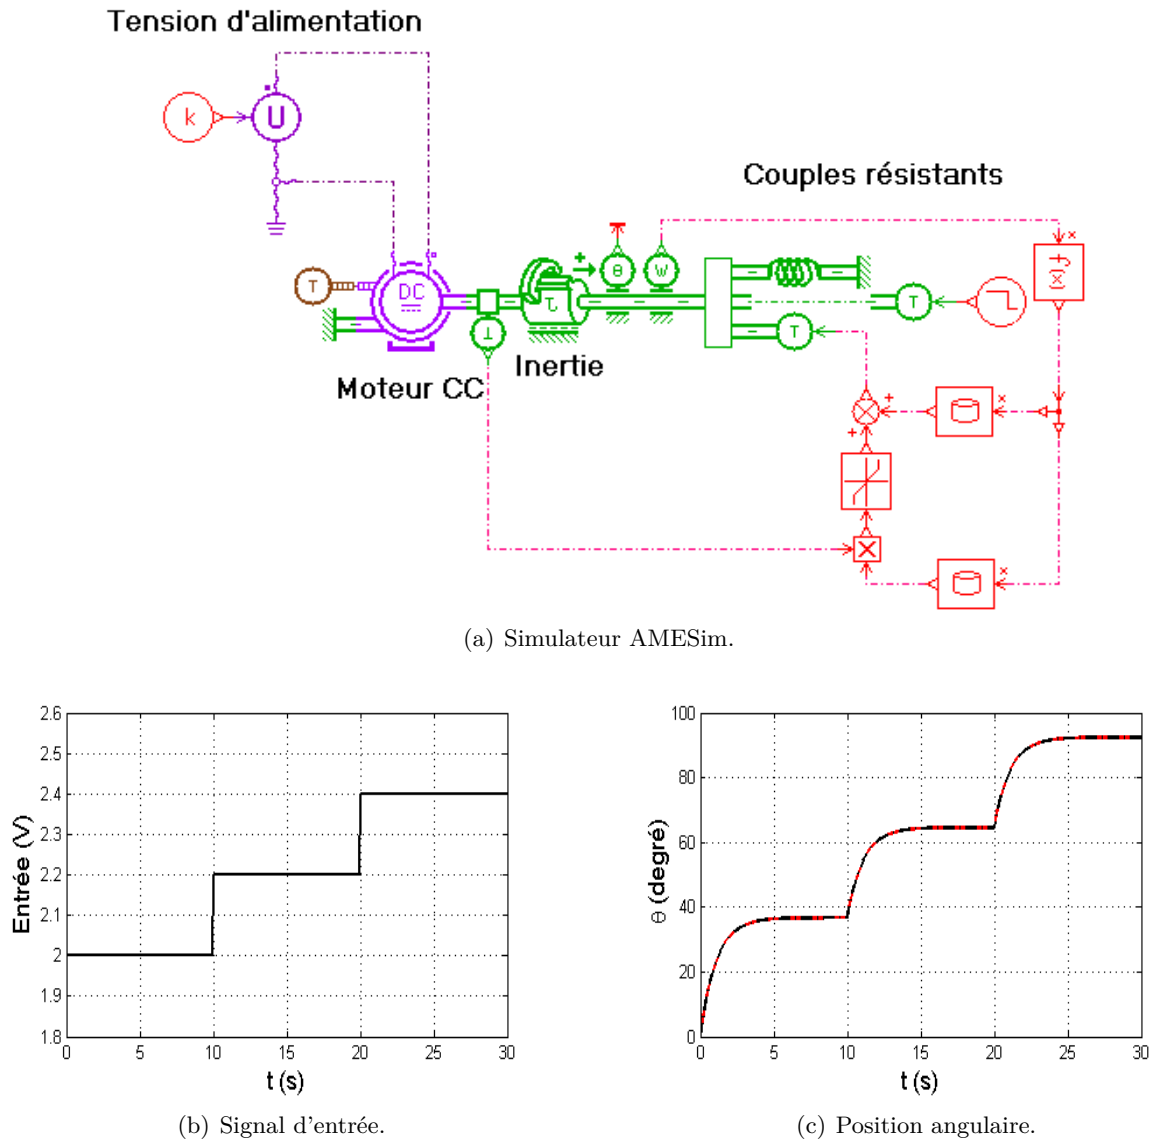 Tension d'alimentation
k
U
Couples résistants
+
x
θ
W
f(x)
T
DC
T
T
T
J
Inertie
Moteur CC
+
x
+
x
(a) Simulateur AMESim.
2.6
2.5
2.4
2.3
2.2
2.1
2
1.9
1.8
Entrée (V)
0 5 10 15 20 25 30
t (s)
(b) Signal d'entrée.
100
80
60
40
20
0
θ (degré)
0 5 10 15 20 25 30
t (s)
(c) Position angulaire.